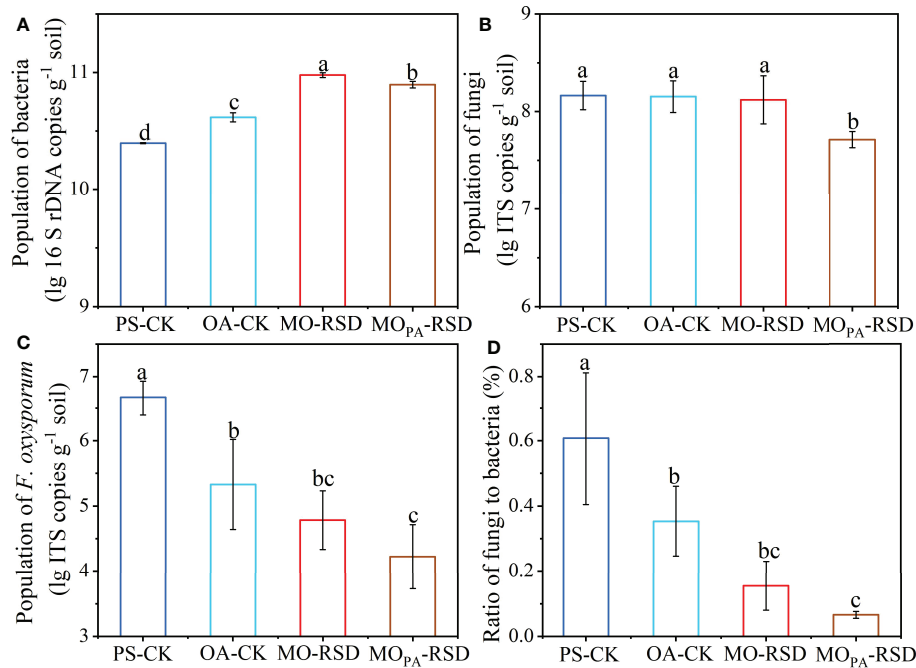 A
Population of bacteria
(lg 16 S rDNA copies g⁻¹ soil)
11
10
9
d
c
a
b
PS-CK OA-CK MO-RSD MO_PA-RSD
B
Population of fungi
(lg ITS copies g⁻¹ soil)
9
8
7
6
a
a
a
b
PS-CK OA-CK MO-RSD MO_PA-RSD
C
Population of F. oxysporum
(lg ITS copies g⁻¹ soil)
7
6
5
4
3
a
b
bc
c
PS-CK OA-CK MO-RSD MO_PA-RSD
D
Ratio of fungi to bacteria (%)
0.8
0.6
0.4
0.2
0.0
a
b
bc
c
PS-CK OA-CK MO-RSD MO_PA-RSD